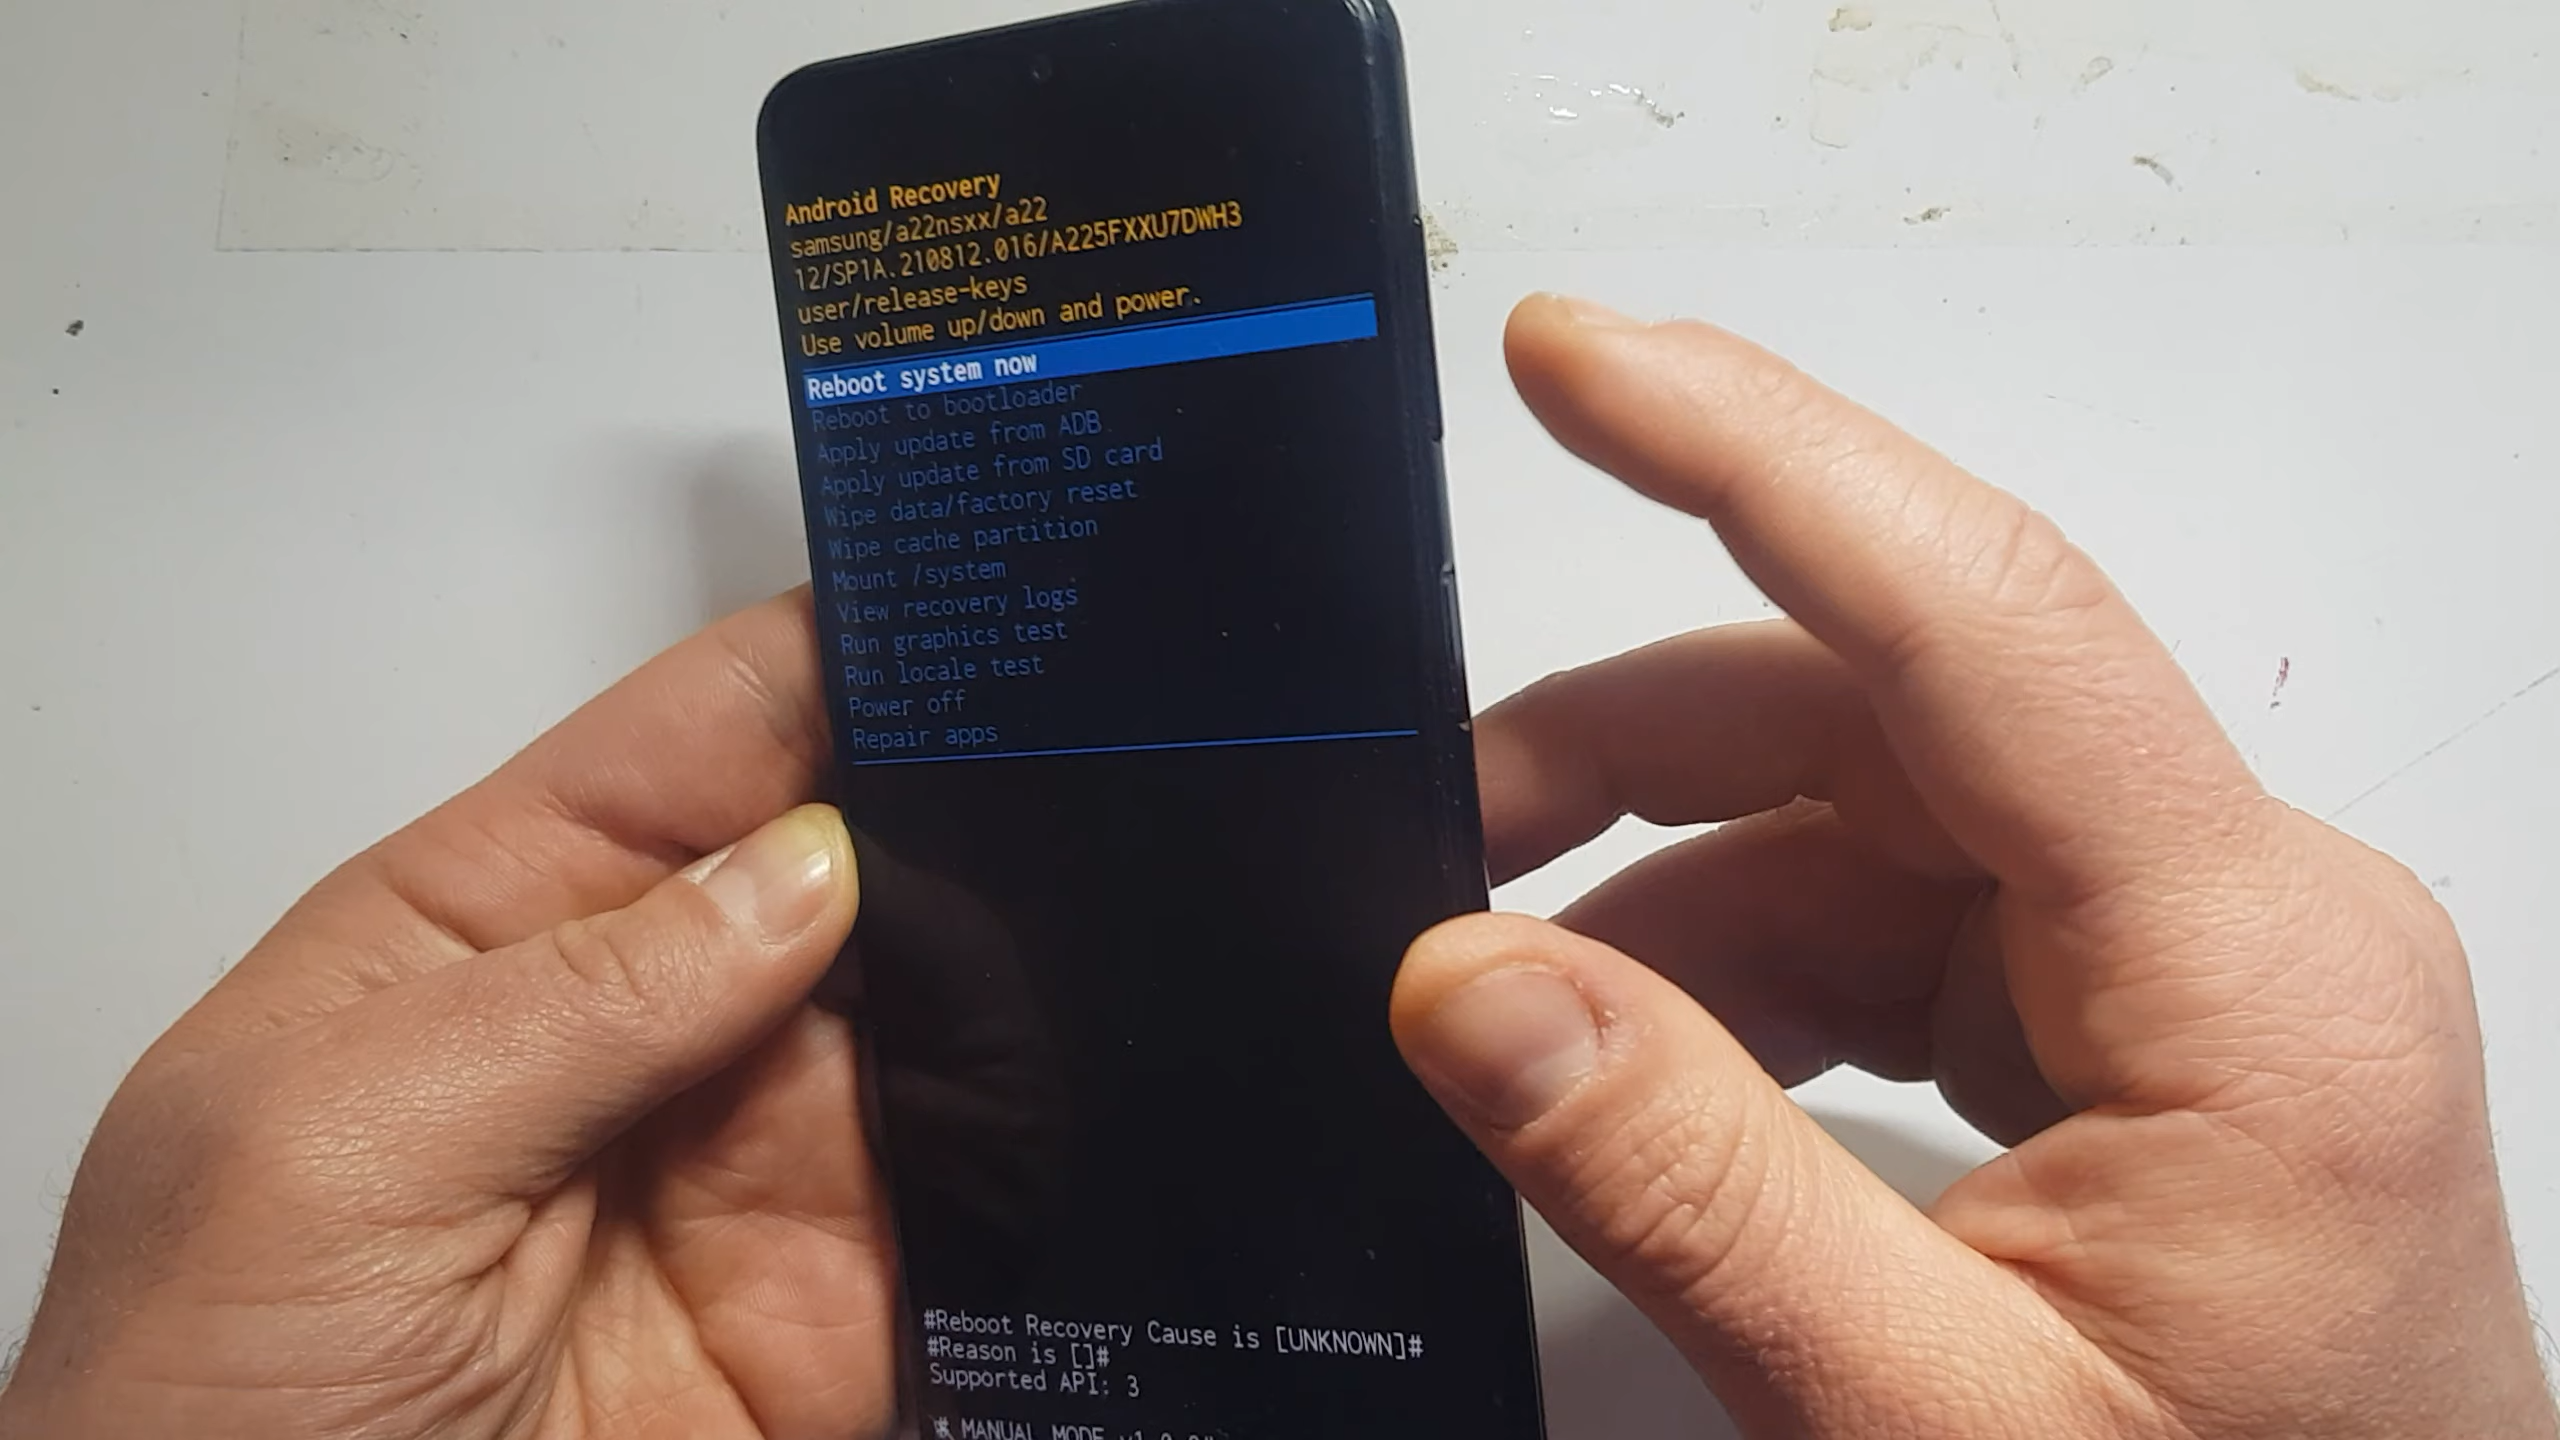 Android Recovery
samsung/a22nsxx/a22
12/SP1A.210812.016/A225FXXU7DWH3
user/release-keys
Use volume up/down and power.
Reboot system now
Reboot to bootloader
Apply update from ADB
Apply update from SD card
Wipe data/factory reset
Wipe cache partition
Mount /system
View recovery logs
Run graphics test
Run locale test
Power off
Repair apps
#Reboot Recovery Cause is [UNKNOWN]#
#Reason is []#
Supported API: 3
# MANUAL MODE